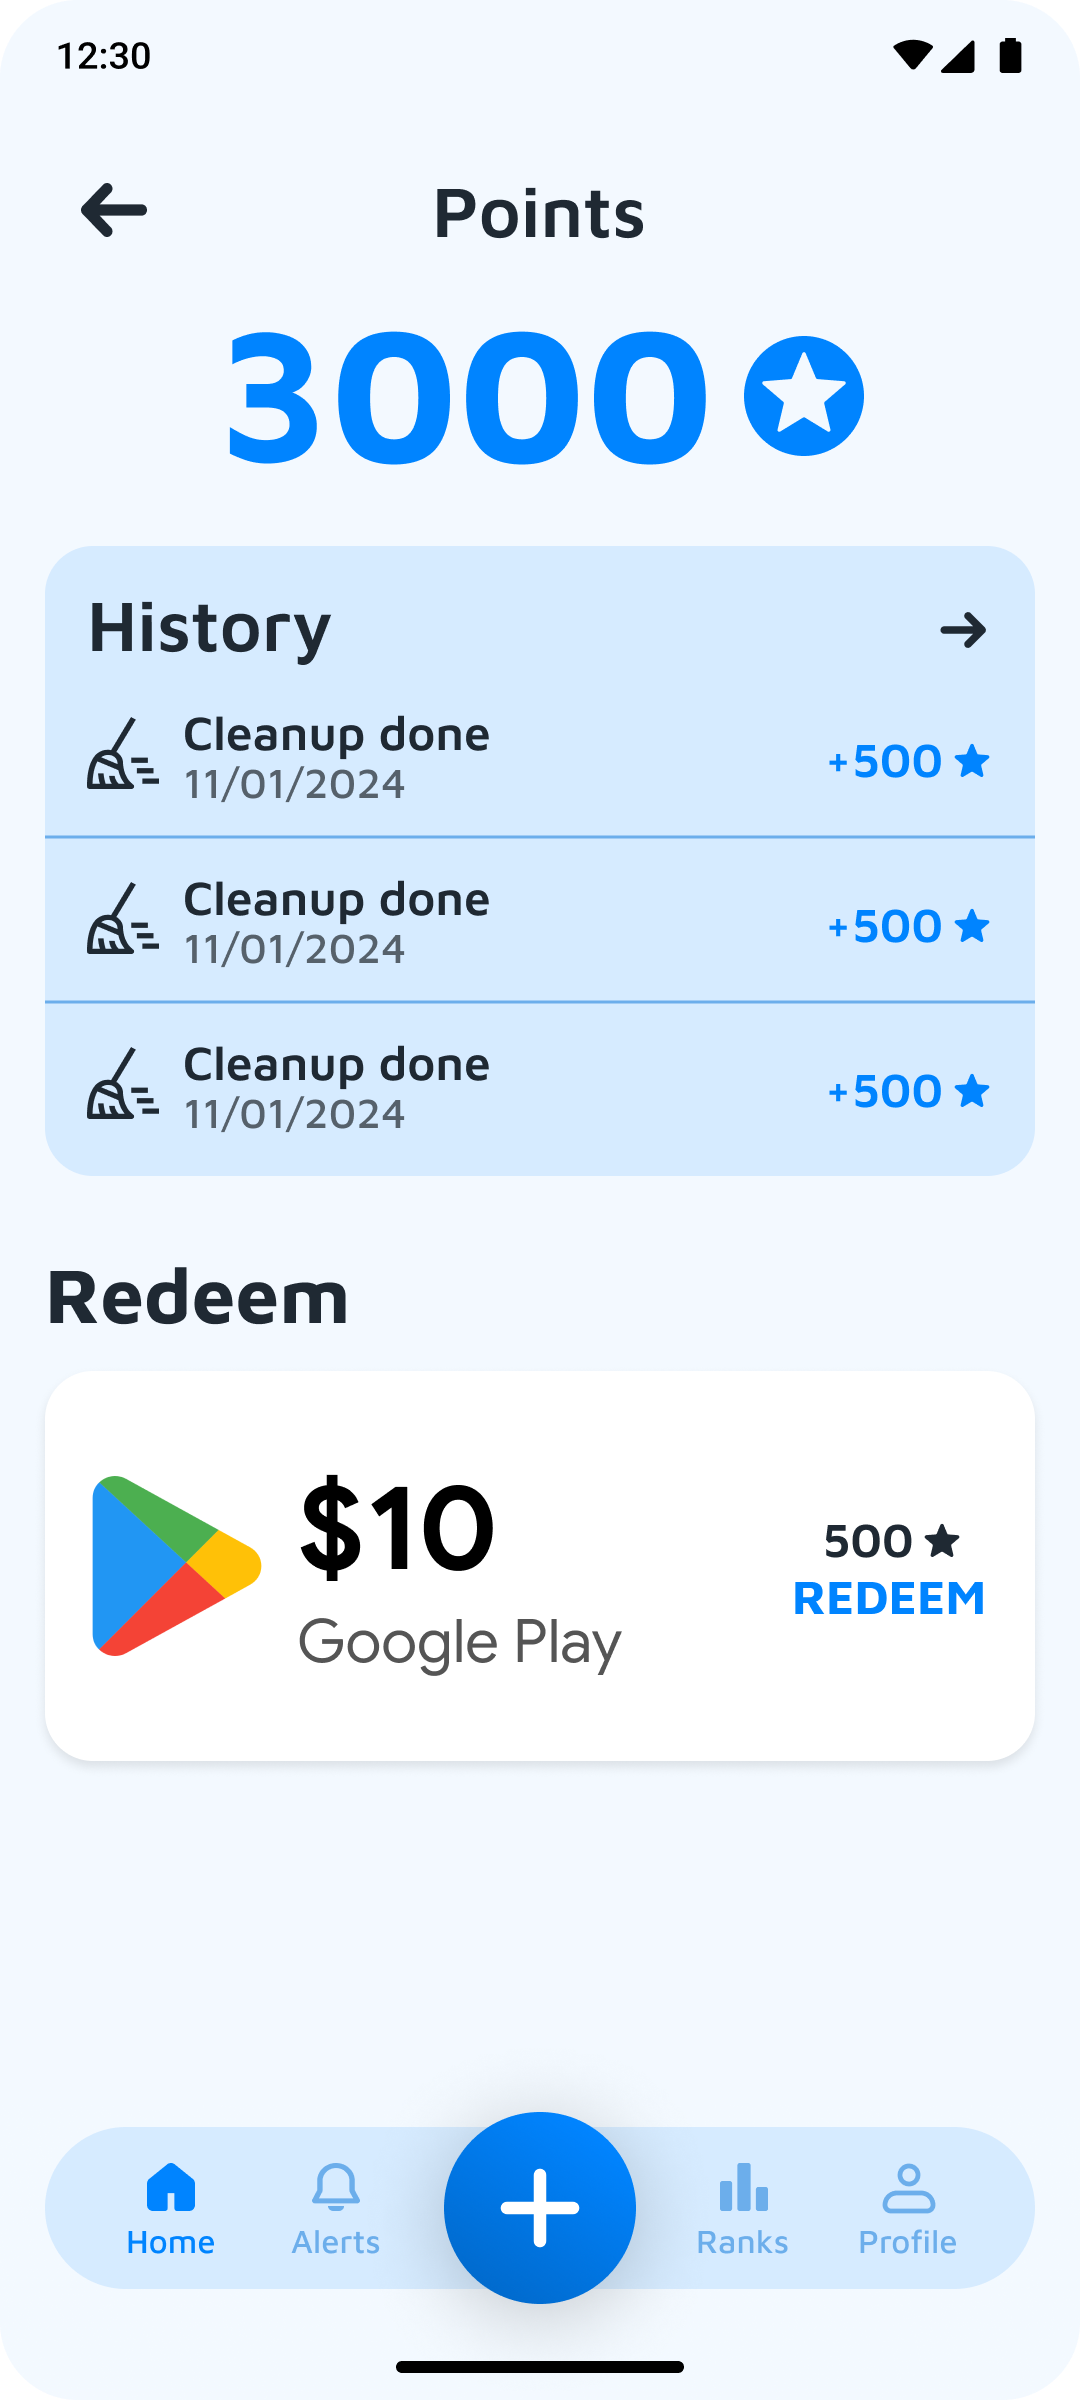 12:30
Points
3000
History
Cleanup done
11/01/2024
+500
Cleanup done
11/01/2024
+500
Cleanup done
11/01/2024
+500
Redeem
$10
Google Play
500
REDEEM
Home
Alerts
Ranks
Profile